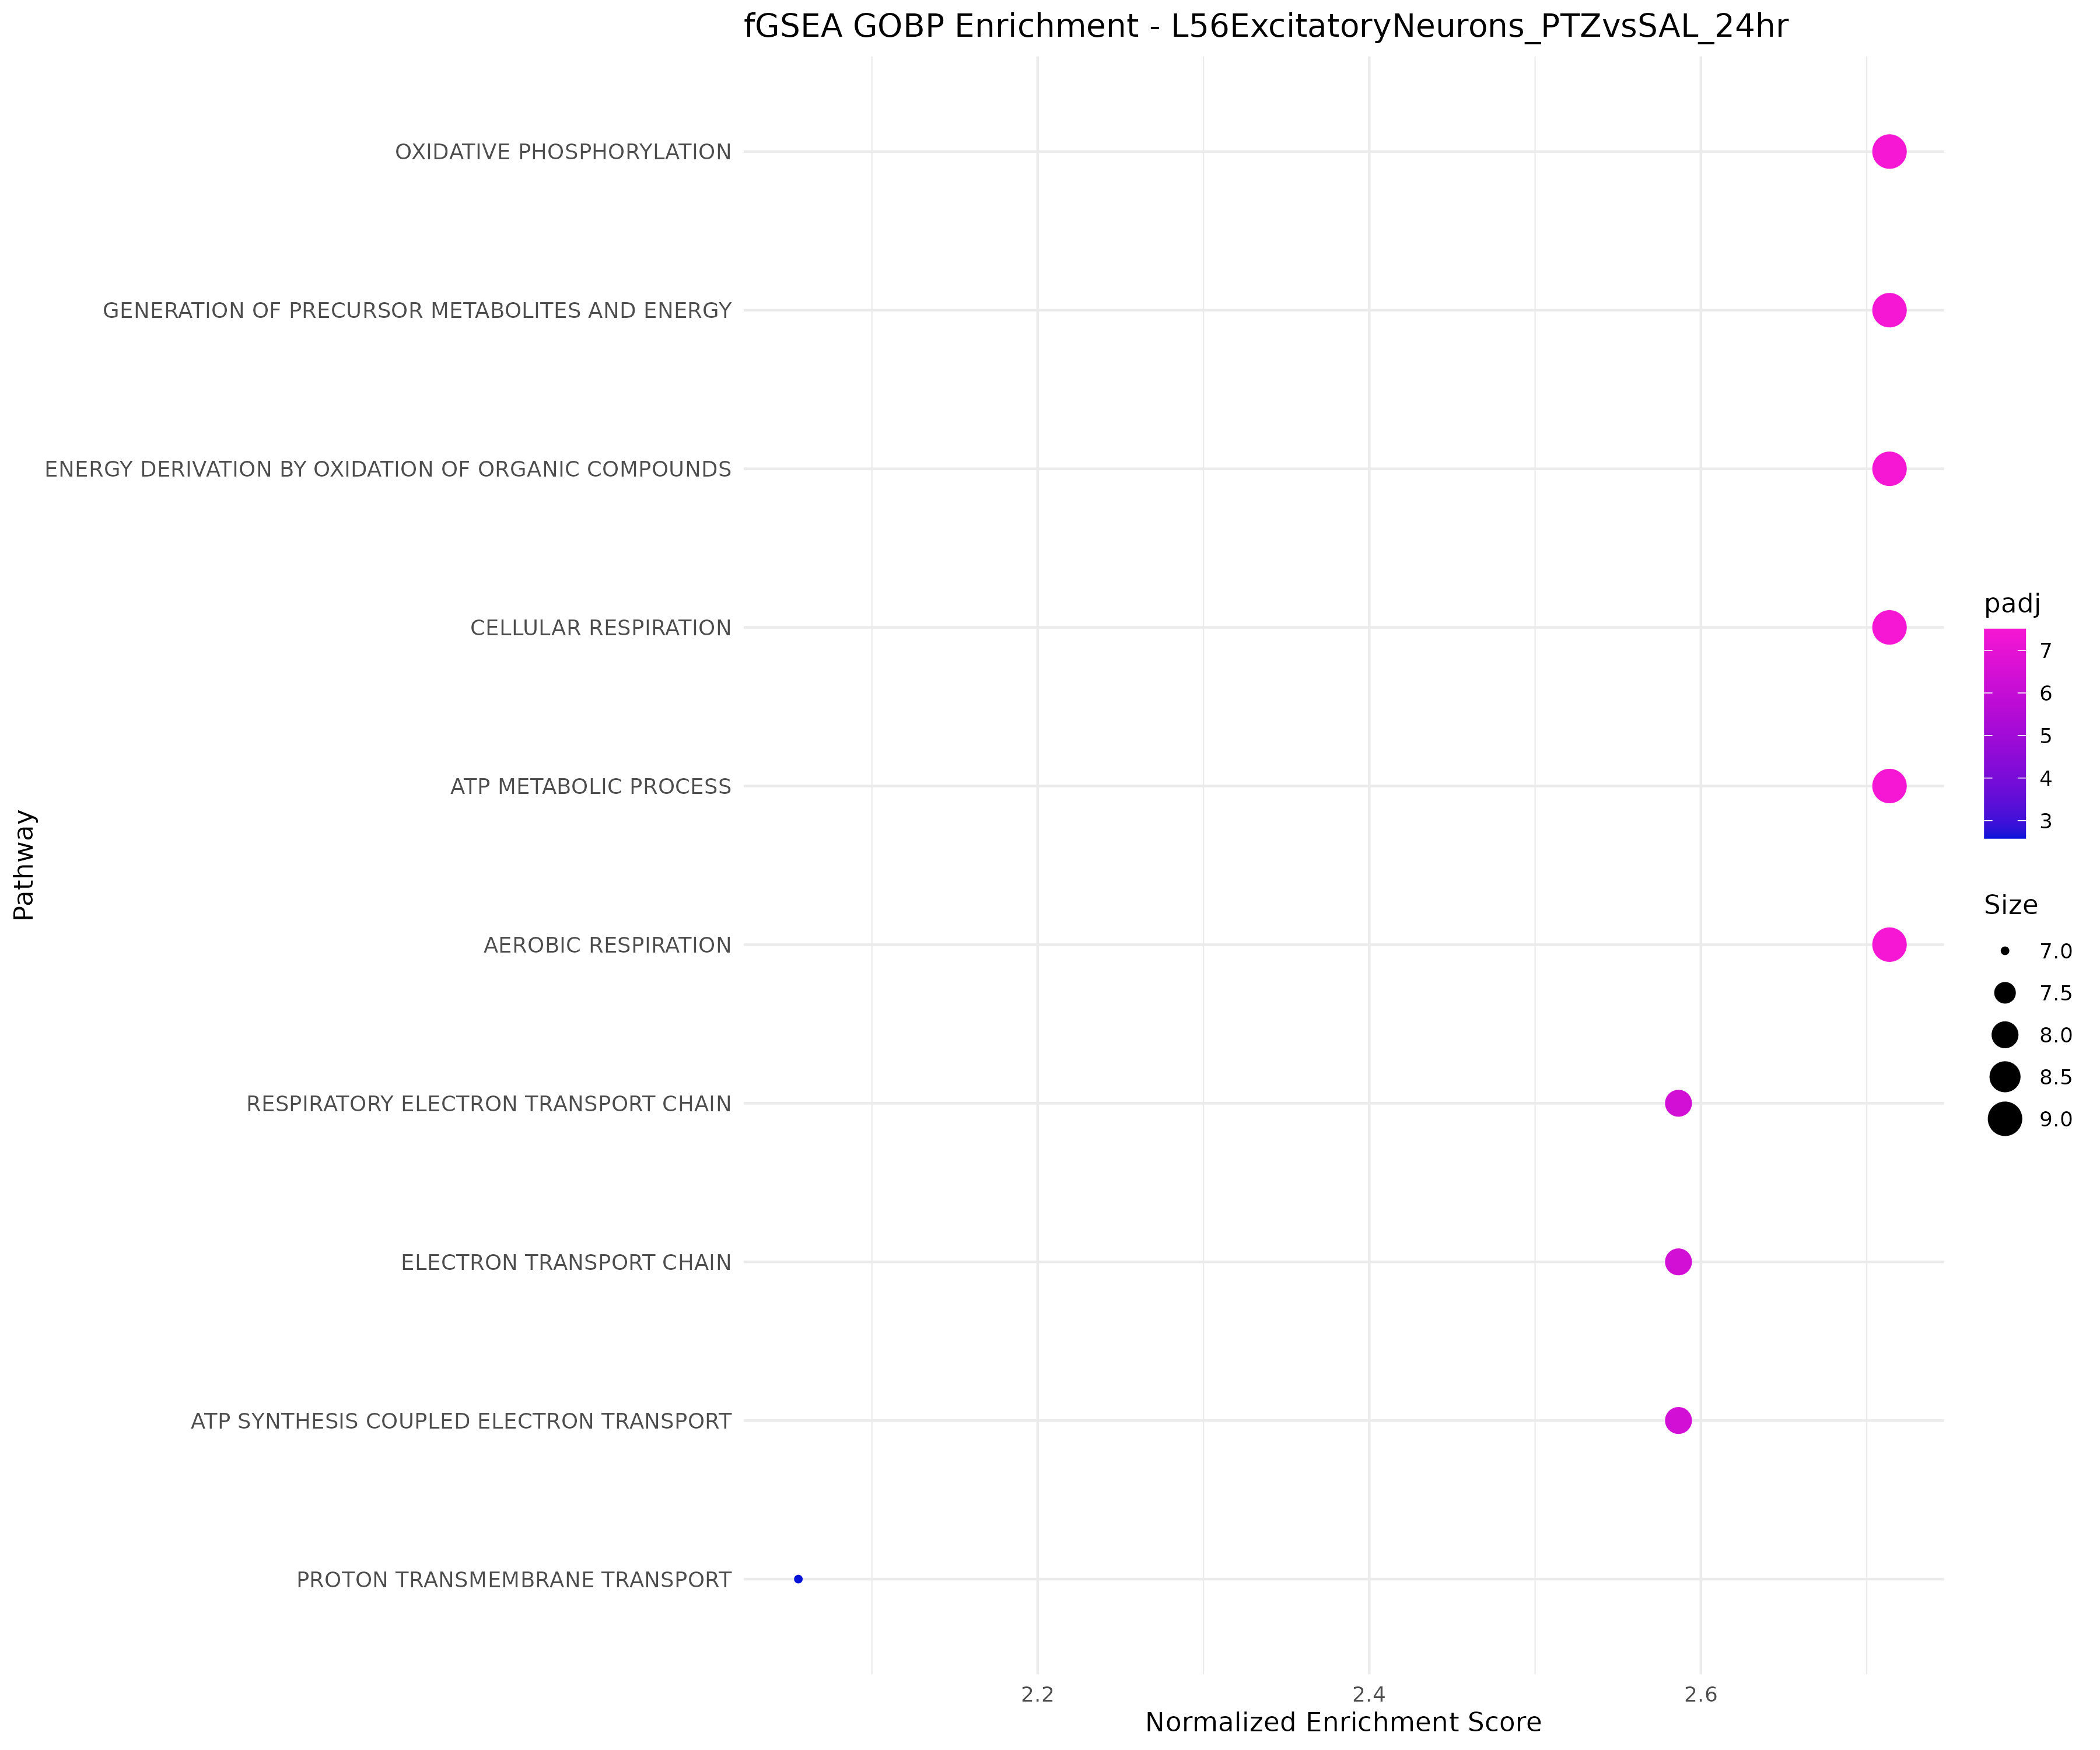 fGSEA GOBP Enrichment - L56ExcitatoryNeurons_PTZvsSAL_24hr
Pathway
OXIDATIVE PHOSPHORYLATION
GENERATION OF PRECURSOR METABOLITES AND ENERGY
ENERGY DERIVATION BY OXIDATION OF ORGANIC COMPOUNDS
CELLULAR RESPIRATION
ATP METABOLIC PROCESS
AEROBIC RESPIRATION
RESPIRATORY ELECTRON TRANSPORT CHAIN
ELECTRON TRANSPORT CHAIN
ATP SYNTHESIS COUPLED ELECTRON TRANSPORT
PROTON TRANSMEMBRANE TRANSPORT
2.2 2.4 2.6
Normalized Enrichment Score
padj
7
6
5
4
3
Size
7.0
7.5
8.0
8.5
9.0